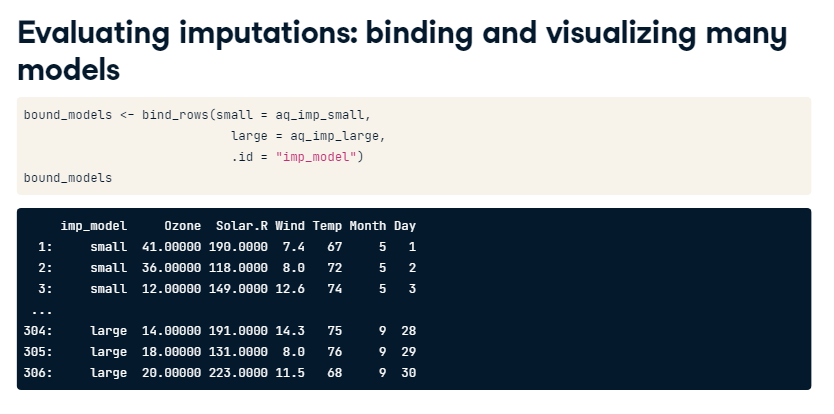 Evaluating imputations: binding and visualizing many
models
bound_models <- bind_rows(small = aq_imp_small,
                            large = aq_imp_large,
                            .id = "imp_model")
bound_models
     imp_model     Ozone  Solar.R Wind Temp Month Day
  1:     small  41.00000 190.0000  7.4   67     5   1
  2:     small  36.00000 118.0000  8.0   72     5   2
  3:     small  12.00000 149.0000 12.6   74     5   3
 ...
304:     large  14.00000 191.0000 14.3   75     9  28
305:     large  18.00000 131.0000  8.0   76     9  29
306:     large  20.00000 223.0000 11.5   68     9  30